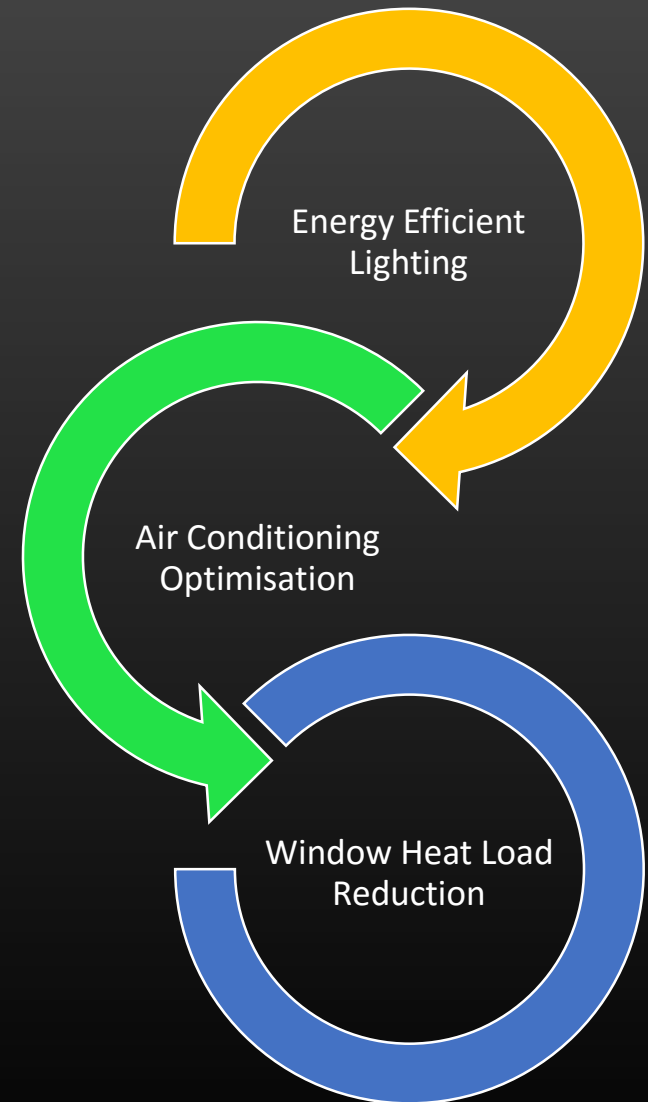 Energy Efficient
Lighting
Air Conditioning
Optimisation
Window Heat Load
Reduction